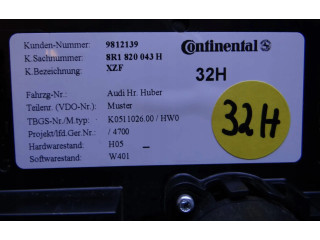 Kunden-Nummer: 9812139
K.Sachnummer: 8R1 820 043 H
K.Bezeichnung: XZF
Continental
32H
Fahrzg-Nr.: Audi Hr. Huber
Teilenr. (VDO-Nr.): Muster
TBGS-Nr./M.typ: K0511026.00 / HW0
Projekt/lfd.Ger.Nr.: / 4700
Hardwarestand: H05 _
Softwarestand: W401
32H